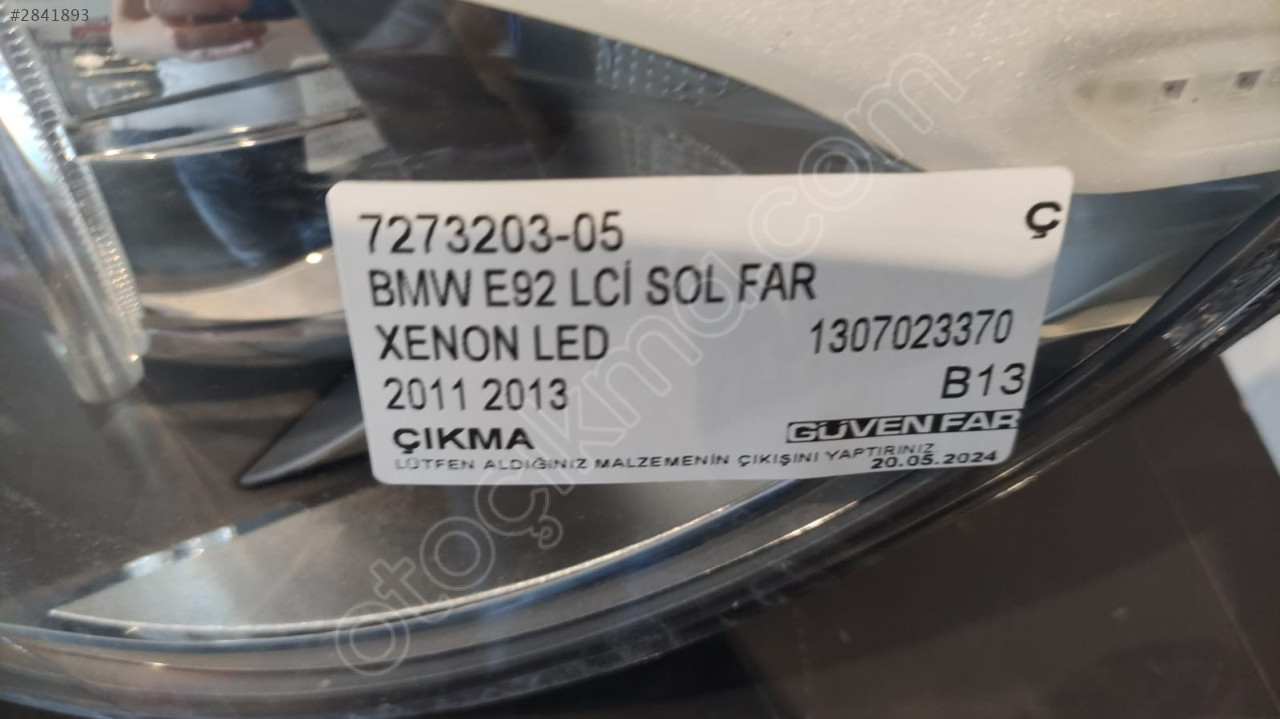 #2841893
7273203-05 Ç
BMW E92 LCİ SOL FAR
XENON LED 1307023370
2011 2013 B13
ÇIKMA GÜVEN FAR
LÜTFEN ALDIĞINIZ MALZEMENİN ÇIKIŞINI YAPTIRINIZ
20.05.2024
otoçıkma.com